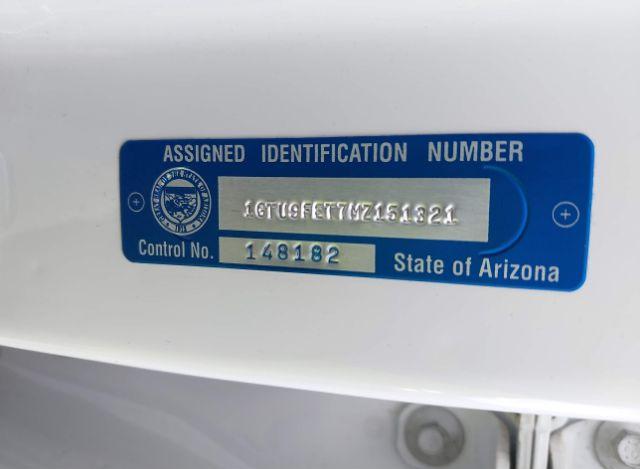 ASSIGNED IDENTIFICATION NUMBER
1GTU9FET7MZ151321
Control No. 148182
State of Arizona